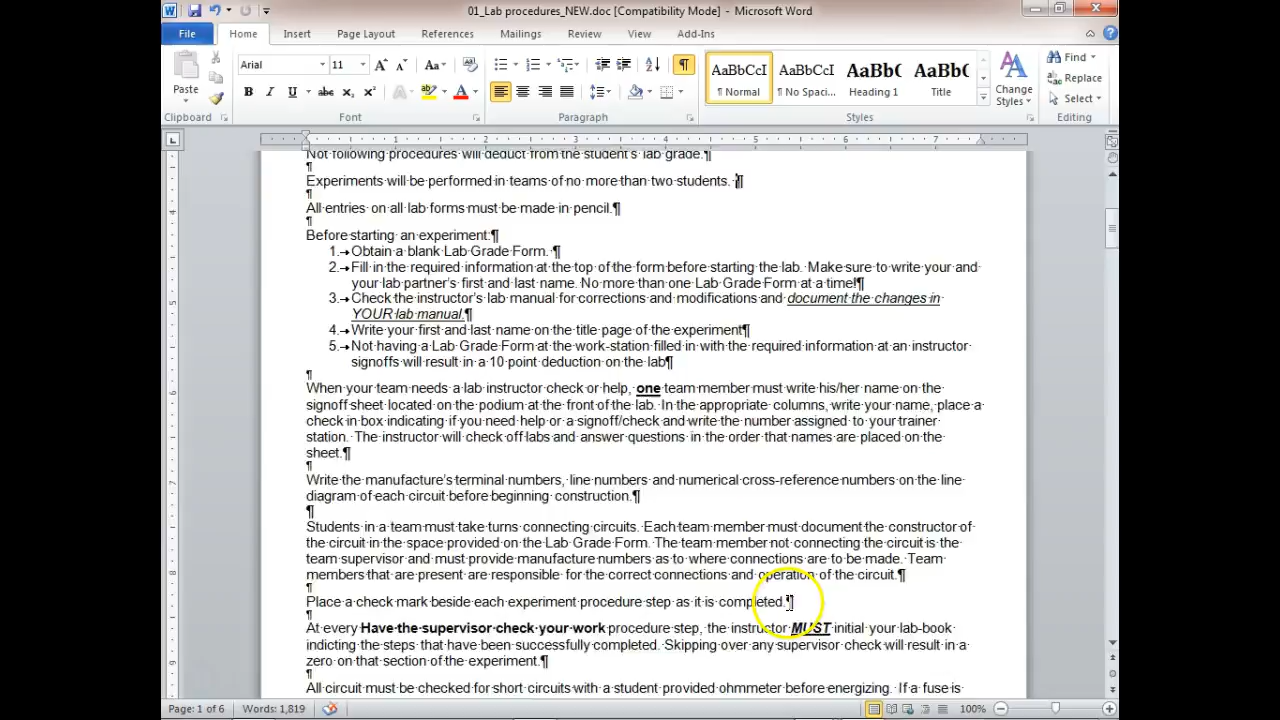 01_Lab procedures_NEW.doc [Compatibility Mode] - Microsoft Word
File Home Insert Page Layout References Mailings Review View Add-Ins
Arial 11
AaBbCcI AaBbCcI AaBbC AaBbC
Paste
¶ Normal ¶ No Spaci... Heading 1 Title
Change Styles
Find
Replace
Select
Clipboard Font Paragraph Styles Editing
1 2 3 4 5 6 7
Not following procedures will deduct from the student's lab grade.¶
¶
Experiments will be performed in teams of no more than two students. ¶
¶
All entries on all lab forms must be made in pencil.¶
¶
Before starting an experiment:¶
1.→Obtain a blank Lab Grade Form. ¶
2.→Fill in the required information at the top of the form before starting the lab. Make sure to write your and
your lab partner's first and last name. No more than one Lab Grade Form at a time!¶
3.→Check the instructor's lab manual for corrections and modifications and document the changes in
YOUR lab manual.¶
4.→Write your first and last name on the title page of the experiment¶
5.→Not having a Lab Grade Form at the work-station filled in with the required information at an instructor
signoffs will result in a 10 point deduction on the lab¶
¶
When your team needs a lab instructor check or help, one team member must write his/her name on the
signoff sheet located on the podium at the front of the lab. In the appropriate columns, write your name, place a
check in box indicating if you need help or a signoff/check and write the number assigned to your trainer
station. The instructor will check off labs and answer questions in the order that names are placed on the
sheet.¶
¶
Write the manufacture's terminal numbers, line numbers and numerical cross-reference numbers on the line
diagram of each circuit before beginning construction.¶
¶
Students in a team must take turns connecting circuits. Each team member must document the constructor of
the circuit in the space provided on the Lab Grade Form. The team member not connecting the circuit is the
team supervisor and must provide manufacture numbers as to where connections are to be made. Team
members that are present are responsible for the correct connections and operation of the circuit.¶
¶
Place a check mark beside each experiment procedure step as it is completed.¶
¶
At every Have the supervisor check your work procedure step, the instructor MUST initial your lab-book
indicting the steps that have been successfully completed. Skipping over any supervisor check will result in a
zero on that section of the experiment.¶
¶
All circuit must be checked for short circuits with a student provided ohmmeter before energizing. If a fuse is
Page: 1 of 6 Words: 1,819 100%